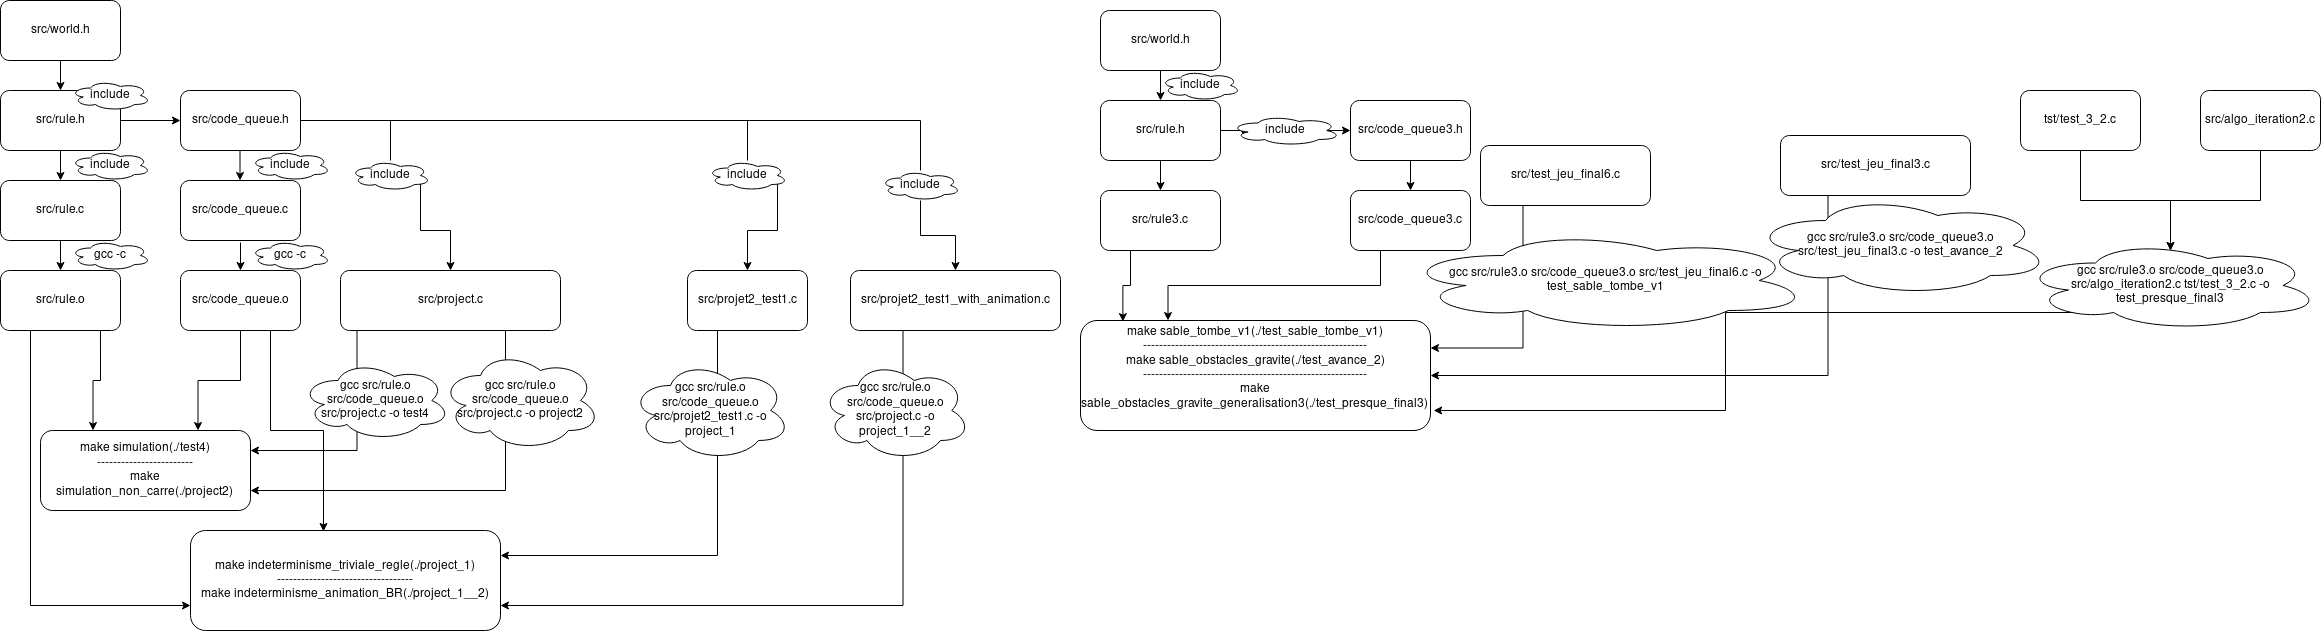 src/world.h
include
src/rule.h
src/code_queue.h
include
include
include
include
include
src/rule.c
src/code_queue.c
gcc -c
gcc -c
src/rule.o
src/code_queue.o
src/project.c
src/projet2_test1.c
src/projet2_test1_with_animation.c
gcc src/rule.o
src/code_queue.o
src/project.c -o test4
gcc src/rule.o
src/code_queue.o
src/project.c -o project2
gcc src/rule.o
src/code_queue.o
src/projet2_test1.c -o
project_1
gcc src/rule.o
src/code_queue.o
src/project.c -o
project_1__2
make simulation(./test4)
------------------------
make
simulation_non_carre(./project2)
make indeterminisme_triviale_regle(./project_1)
----------------------------------
make indeterminisme_animation_BR(./project_1__2)
src/world.h
include
src/rule.h
include
src/code_queue3.h
src/rule3.c
src/code_queue3.c
src/test_jeu_final6.c
src/test_jeu_final3.c
tst/test_3_2.c
src/algo_iteration2.c
gcc src/rule3.o src/code_queue3.o src/test_jeu_final6.c -o
test_sable_tombe_v1
gcc src/rule3.o src/code_queue3.o
src/test_jeu_final3.c -o test_avance_2
gcc src/rule3.o src/code_queue3.o
src/algo_iteration2.c tst/test_3_2.c -o
test_presque_final3
make sable_tombe_v1(./test_sable_tombe_v1)
--------------------------------------------------------
make sable_obstacles_gravite(./test_avance_2)
--------------------------------------------------------
make
sable_obstacles_gravite_generalisation3(./test_presque_final3)